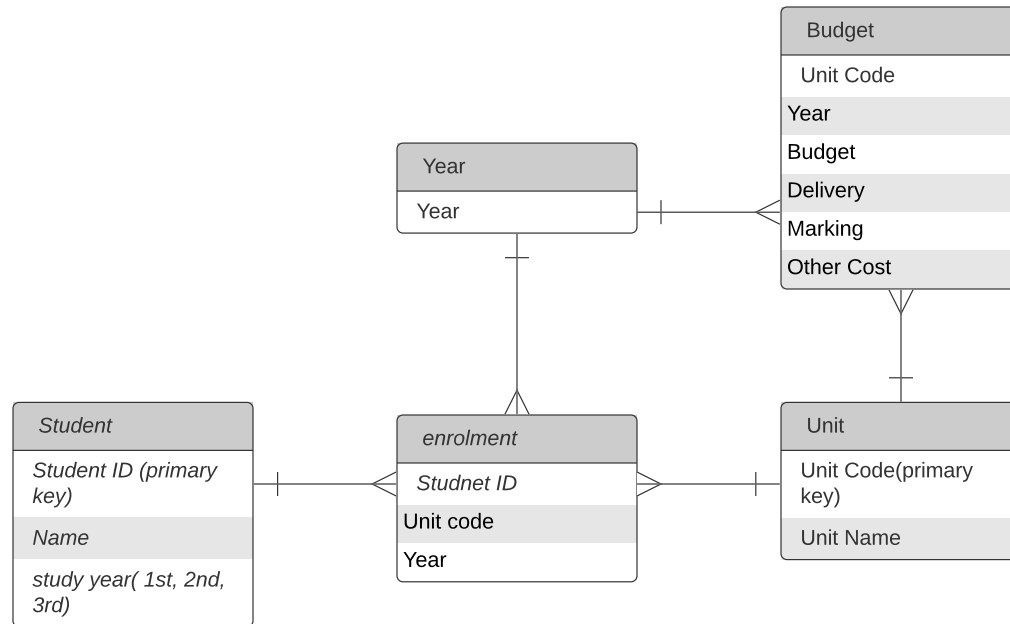 Budget
Unit Code
Year
Budget
Delivery
Marking
Other Cost
Year
Year
Student
Student ID (primary
key)
Name
study year( 1st, 2nd,
3rd)
enrolment
Studnet ID
Unit code
Year
Unit
Unit Code(primary
key)
Unit Name